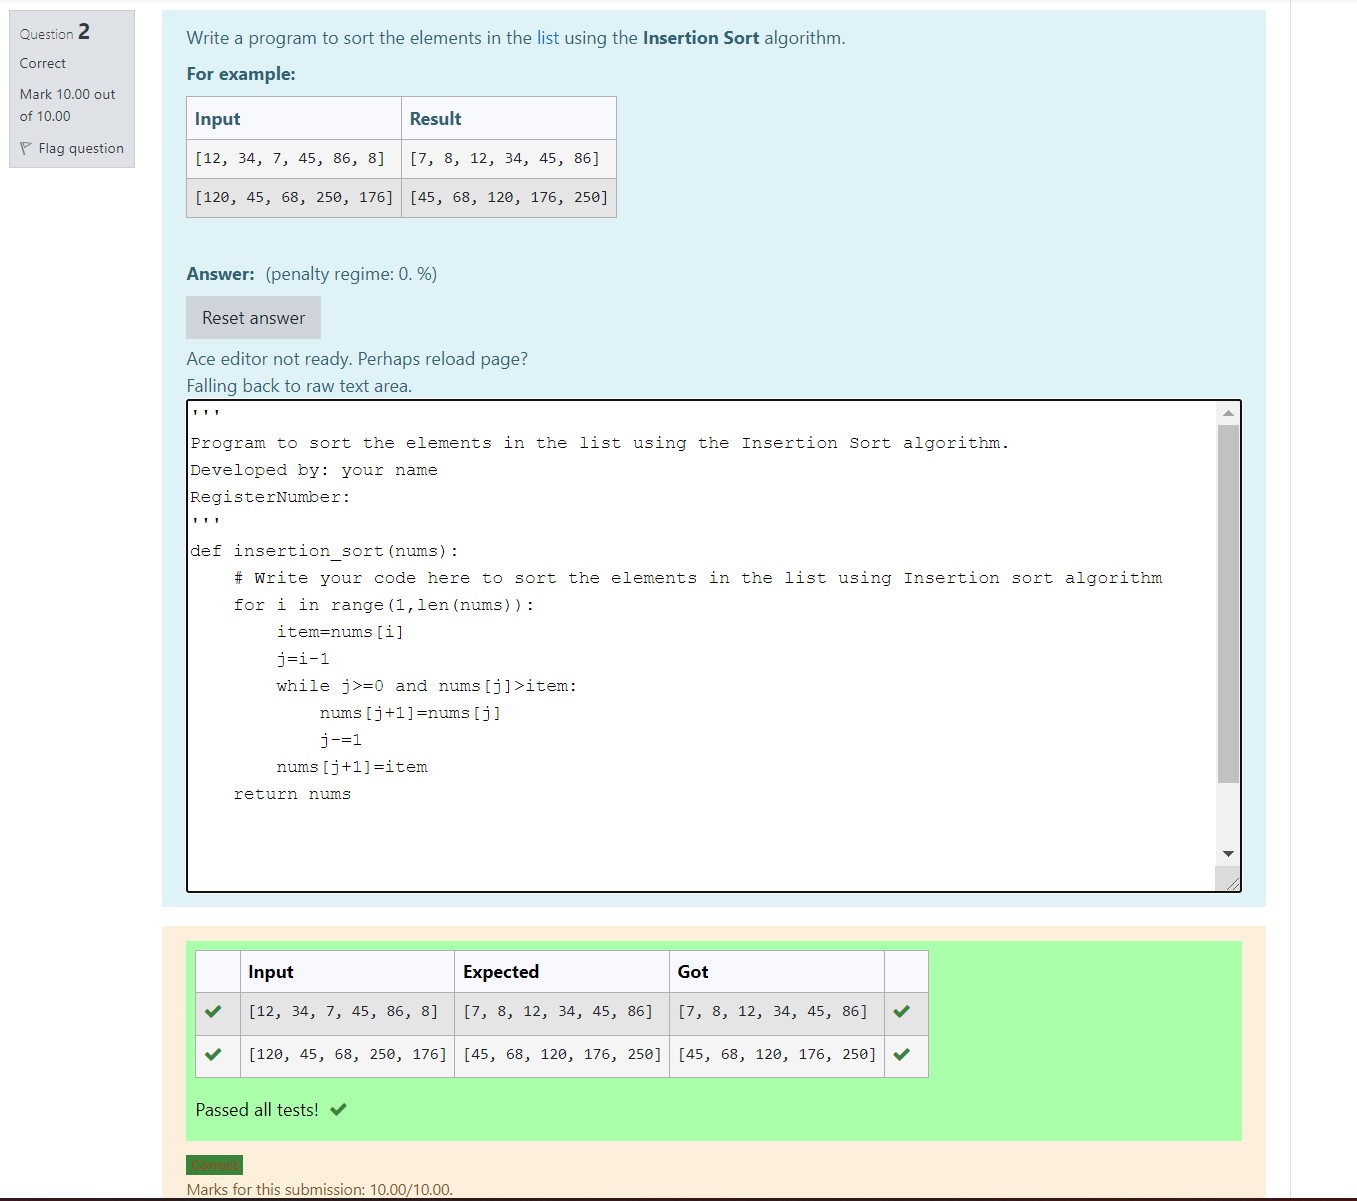 Question 2
Correct
Mark 10.00 out
of 10.00
Flag question
Write a program to sort the elements in the list using the Insertion Sort algorithm.
For example:
Input Result
[12, 34, 7, 45, 86, 8] [7, 8, 12, 34, 45, 86]
[120, 45, 68, 250, 176] [45, 68, 120, 176, 250]
Answer: (penalty regime: 0. %)
Reset answer
Ace editor not ready. Perhaps reload page?
Falling back to raw text area.
'''
Program to sort the elements in the list using the Insertion Sort algorithm.
Developed by: your name
RegisterNumber:
'''
def insertion_sort(nums):
    # Write your code here to sort the elements in the list using Insertion sort algorithm
    for i in range(1,len(nums)):
        item=nums[i]
        j=i-1
        while j>=0 and nums[j]>item:
            nums[j+1]=nums[j]
            j-=1
        nums[j+1]=item
    return nums
Input Expected Got
[12, 34, 7, 45, 86, 8] [7, 8, 12, 34, 45, 86] [7, 8, 12, 34, 45, 86]
[120, 45, 68, 250, 176] [45, 68, 120, 176, 250] [45, 68, 120, 176, 250]
Passed all tests!
Correct
Marks for this submission: 10.00/10.00.